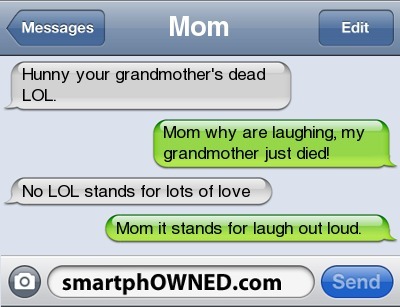 Messages
Mom
Edit
Hunny your grandmother's dead
LOL.
Mom why are laughing, my
grandmother just died!
No LOL stands for lots of love
Mom it stands for laugh out loud.
smartphOWNED.com
Send